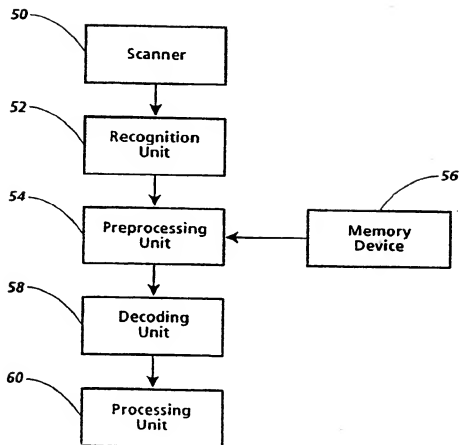 50
Scanner
52
Recognition
Unit
54
Preprocessing
Unit
56
Memory
Device
58
Decoding
Unit
60
Processing
Unit